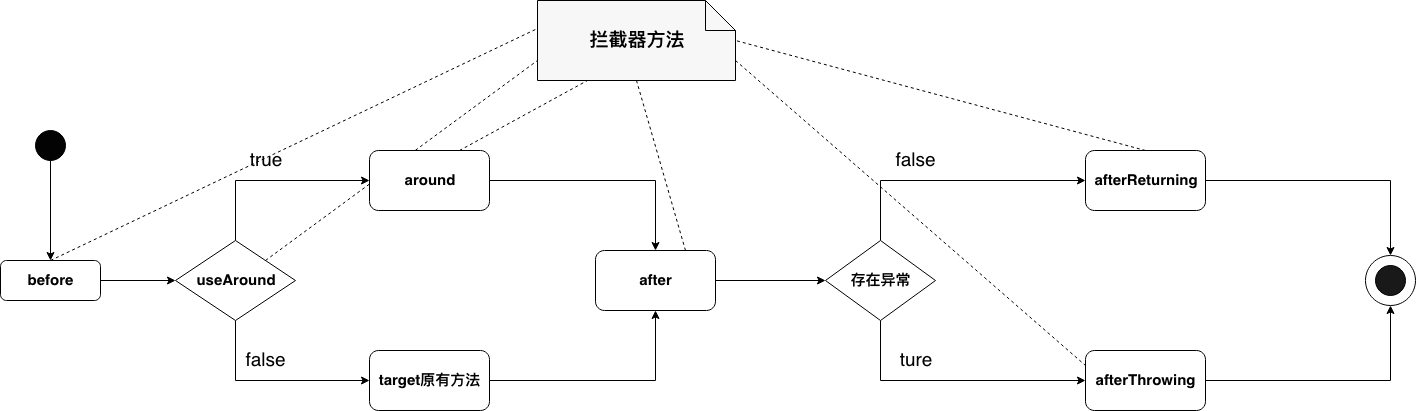 拦截器方法
true
false
around
afterReturning
before
useAround
after
存在异常
false
ture
target原有方法
afterThrowing